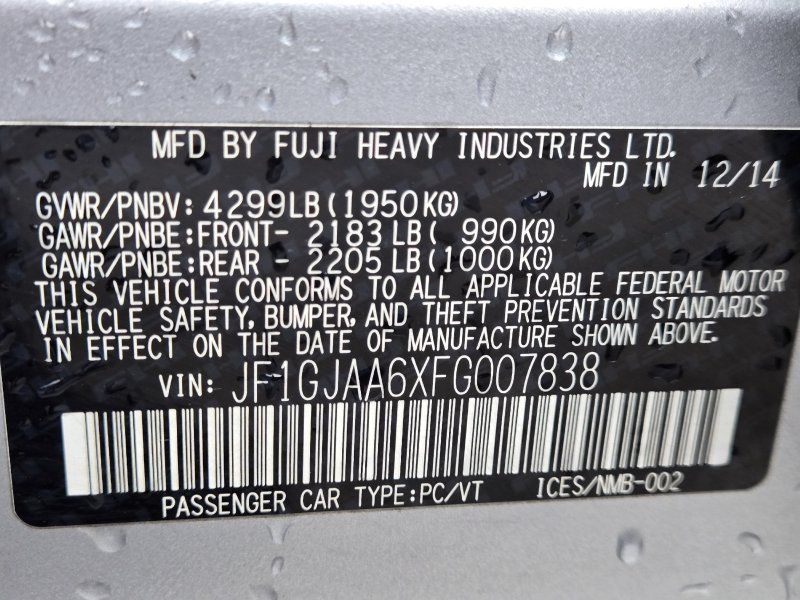 MFD BY FUJI HEAVY INDUSTRIES LTD.
MFD IN 12/14
GVWR/PNBV: 4299LB (1950KG)
GAWR/PNBE:FRONT- 2183 LB ( 990KG)
GAWR/PNBE:REAR - 2205 LB (1000KG)
THIS VEHICLE CONFORMS TO ALL APPLICABLE FEDERAL MOTOR
VEHICLE SAFETY, BUMPER, AND THEFT PREVENTION STANDARDS
IN EFFECT ON THE DATE OF MANUFACTURE SHOWN ABOVE.
VIN: JF1GJAA6XFG007838
PASSENGER CAR TYPE:PC/VT ICES/NMB-002